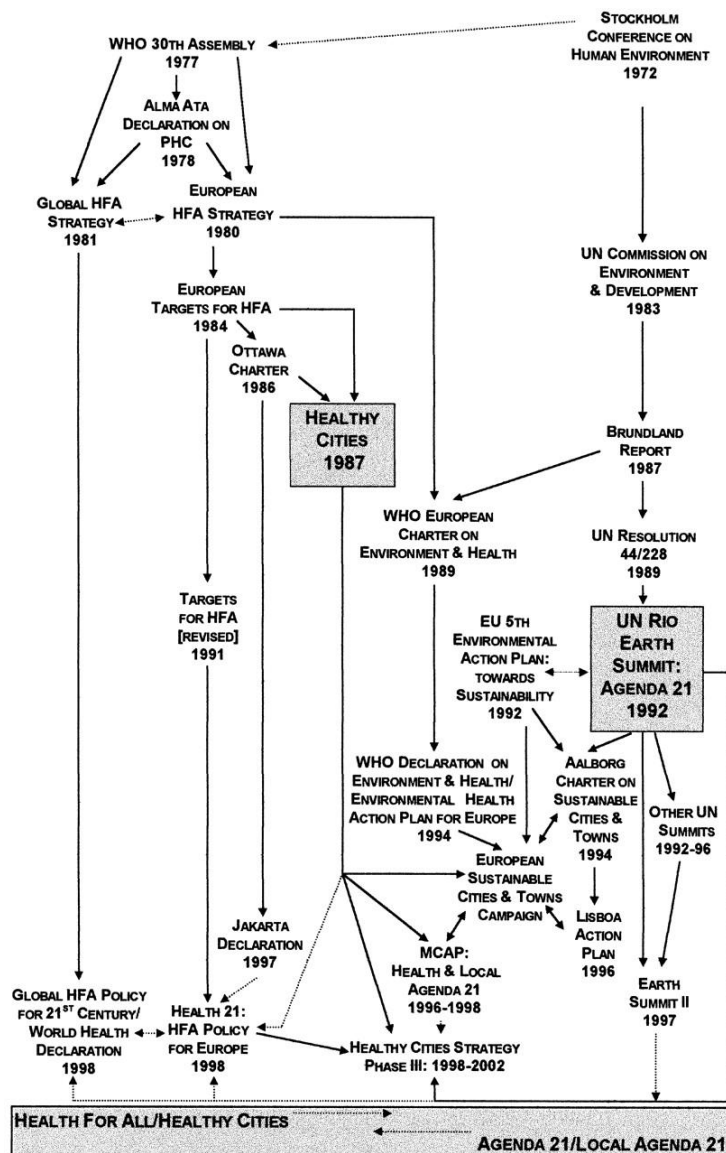 STOCKHOLM
CONFERENCE ON
HUMAN ENVIRONMENT
1972
WHO 30TH ASSEMBLY
1977
ALMA ATA
DECLARATION ON
PHC
1978
GLOBAL HFA
STRATEGY
1981
EUROPEAN
HFA STRATEGY
1980
UN COMMISSION ON
ENVIRONMENT
& DEVELOPMENT
1983
EUROPEAN
TARGETS FOR HFA
1984
OTTAWA
CHARTER
1986
HEALTHY
CITIES
1987
BRUNDLAND
REPORT
1987
WHO EUROPEAN
CHARTER ON
ENVIRONMENT & HEALTH
1989
UN RESOLUTION
44/228
1989
TARGETS
FOR HFA
[REVISED]
1991
EU 5TH
ENVIRONMENTAL
ACTION PLAN:
TOWARDS
SUSTAINABILITY
1992
UN RIO
EARTH
SUMMIT:
AGENDA 21
1992
WHO DECLARATION ON
ENVIRONMENT & HEALTH/
ENVIRONMENTAL HEALTH
ACTION PLAN FOR EUROPE
1994
AALBORG
CHARTER ON
SUSTAINABLE
CITIES &
TOWNS
1994
OTHER UN
SUMMITS
1992-96
EUROPEAN
SUSTAINABLE
CITIES & TOWNS
CAMPAIGN
JAKARTA
DECLARATION
1997
LISBOA
ACTION
PLAN
1996
MCAP:
HEALTH & LOCAL
AGENDA 21
1996-1998
EARTH
SUMMIT II
1997
GLOBAL HFA POLICY
FOR 21ST CENTURY/
WORLD HEALTH
DECLARATION
1998
HEALTH 21:
HFA POLICY
FOR EUROPE
1998
HEALTHY CITIES STRATEGY
PHASE III: 1998-2002
HEALTH FOR ALL/HEALTHY CITIES
AGENDA 21/LOCAL AGENDA 21